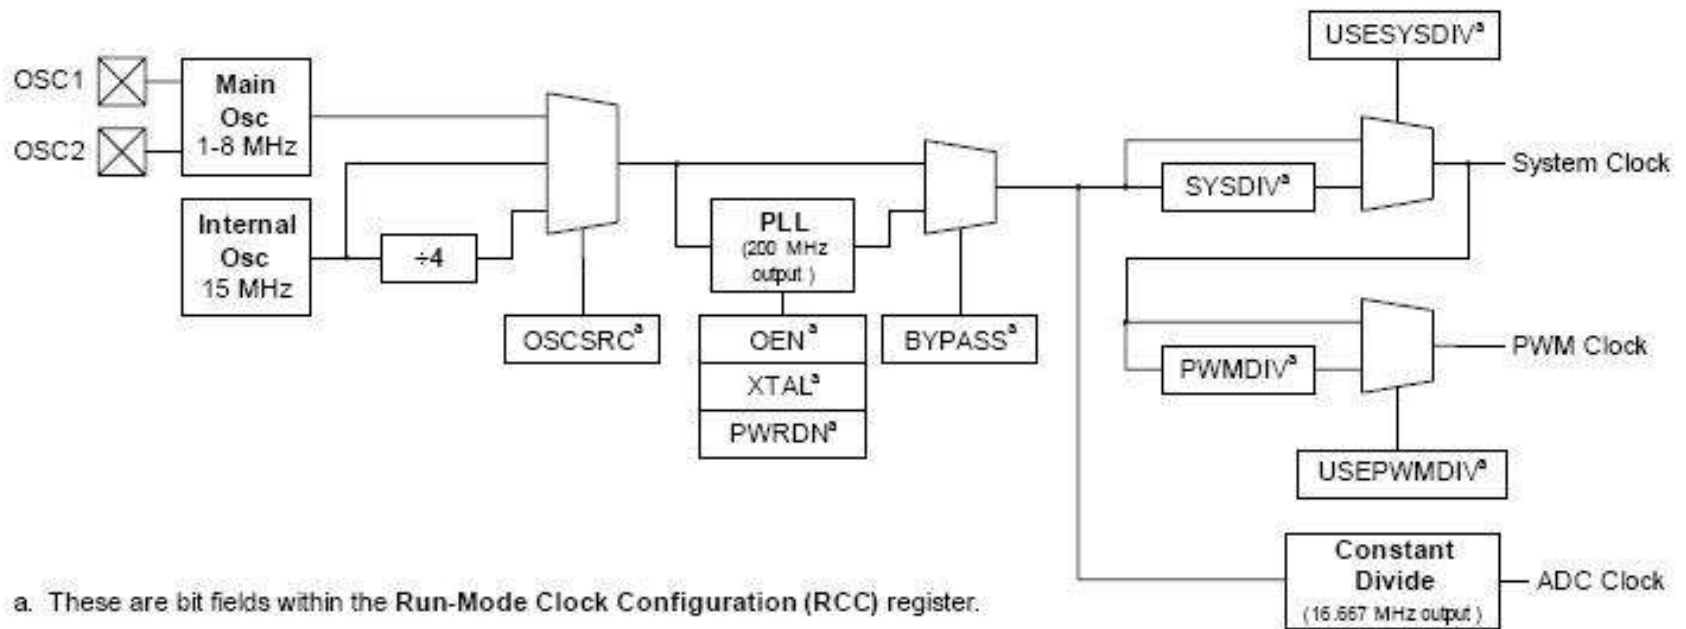 USESYSDIVᵃ
OSC1
Main
Osc
1-8 MHz
OSC2
System Clock
SYSDIVᵃ
Internal
Osc
15 MHz
÷4
PLL
(200 MHz
output )
OSCSRCᵃ
OENᵃ
XTALᵃ
PWRDNᵃ
BYPASSᵃ
PWM Clock
PWMDIVᵃ
USEPWMDIVᵃ
Constant
Divide
(16.667 MHz output )
ADC Clock
a. These are bit fields within the Run-Mode Clock Configuration (RCC) register.